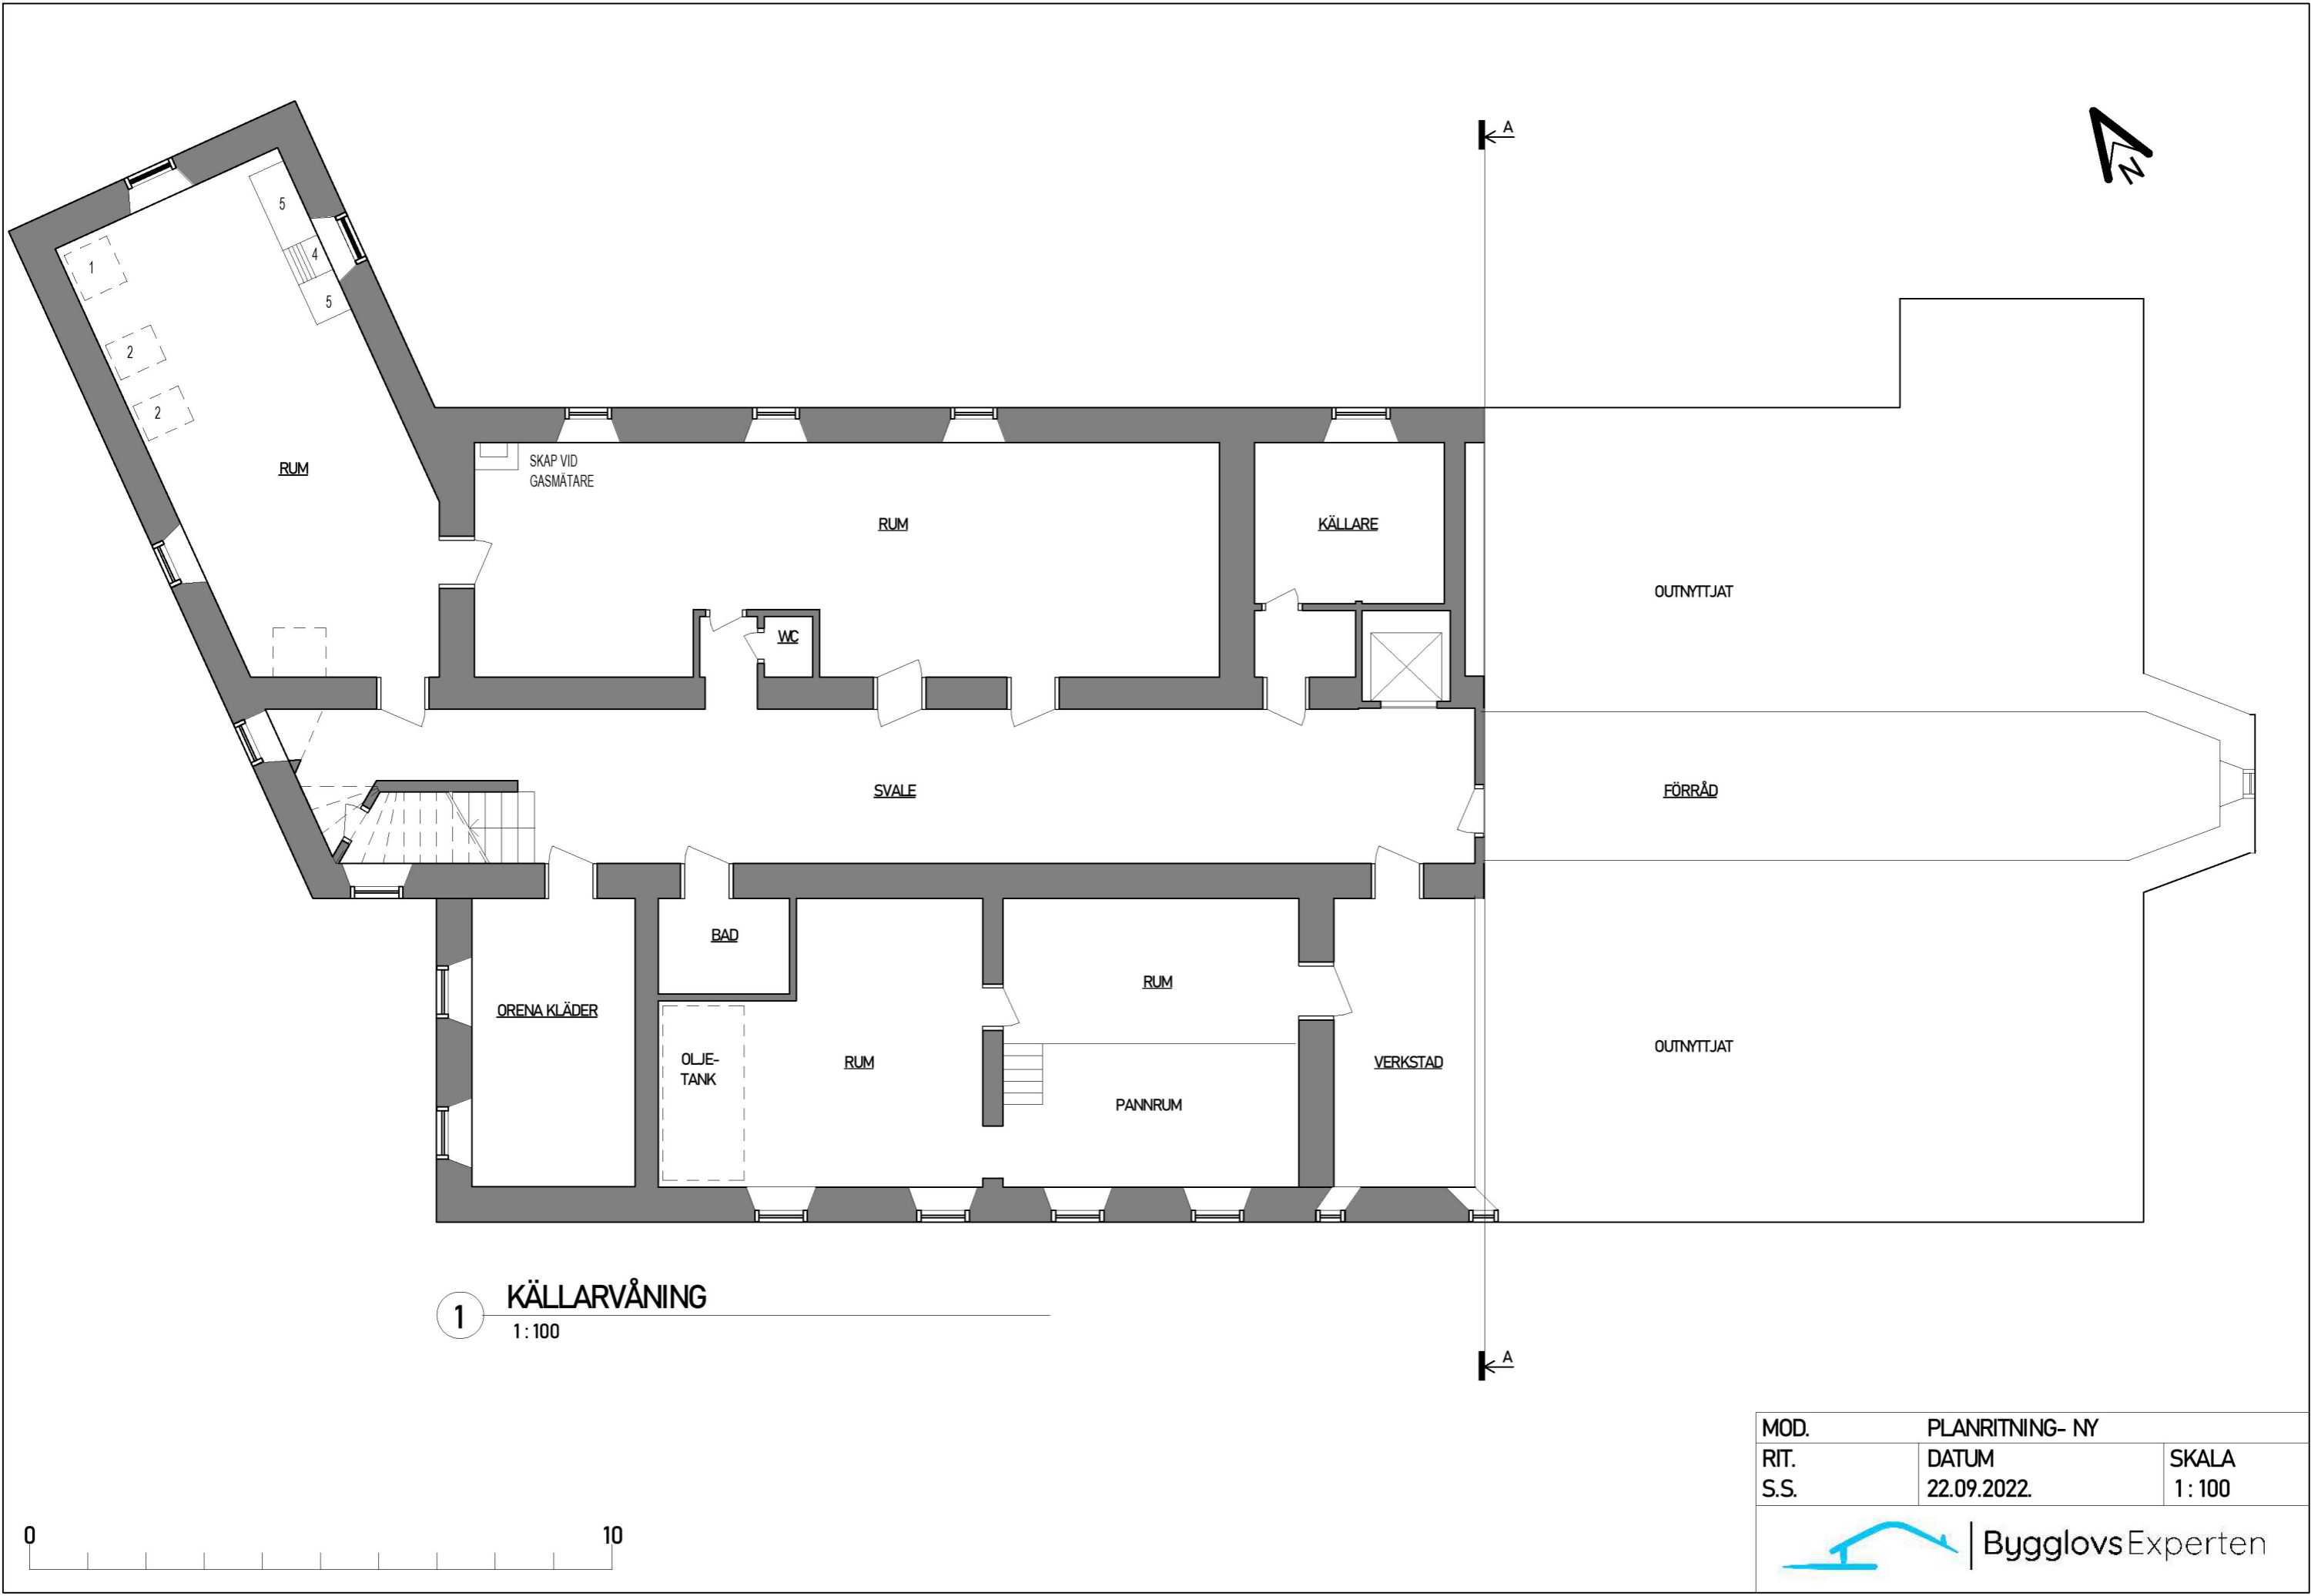 A
N
5
4
5
1
2
2
RUM
SKAP VID
GASMÄTARE
RUM
KÄLLARE
OUTNYTTJAT
WC
SVALE
FÖRRÅD
BAD
ORENA KLÄDER
RUM
OLJE-
TANK
RUM
VERKSTAD
OUTNYTTJAT
PANNRUM
1 KÄLLARVÅNING
1 : 100
A
MOD. PLANRITNING- NY
RIT. DATUM SKALA
S.S. 22.09.2022. 1 : 100
BygglovsExperten
0 10